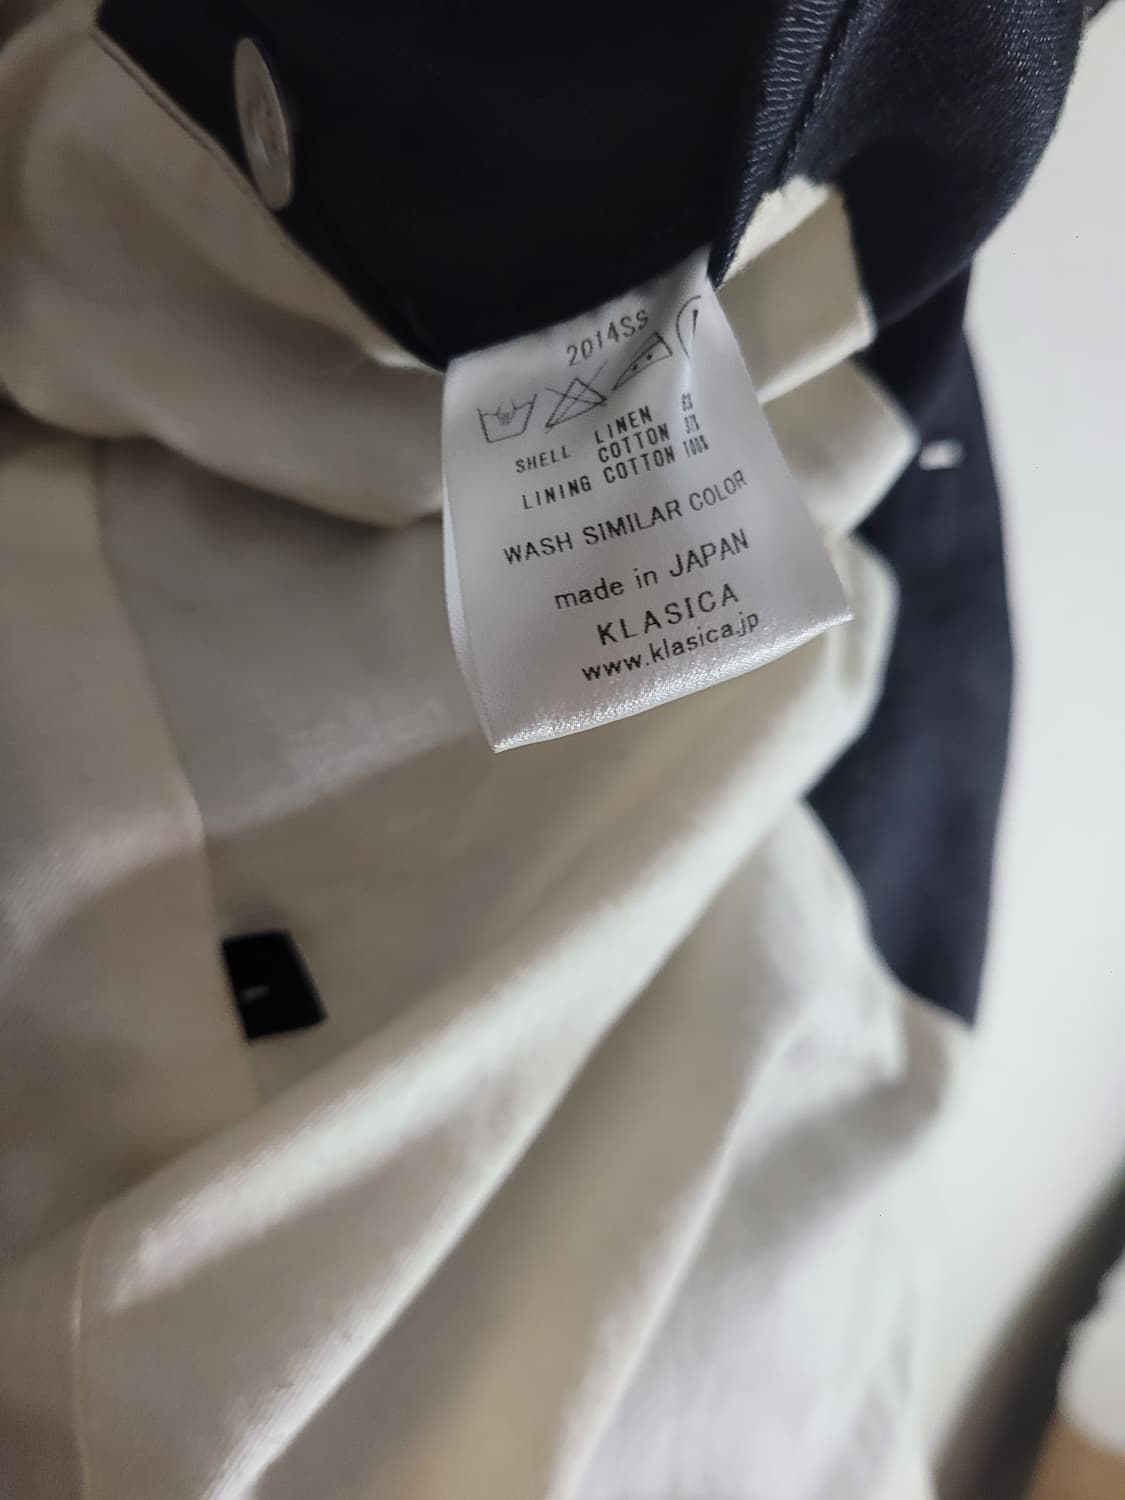 2014SS
SHELL LINEN
COTTON
LINING COTTON 100%
WASH SIMILAR COLOR
made in JAPAN
KLASICA
www.klasica.jp